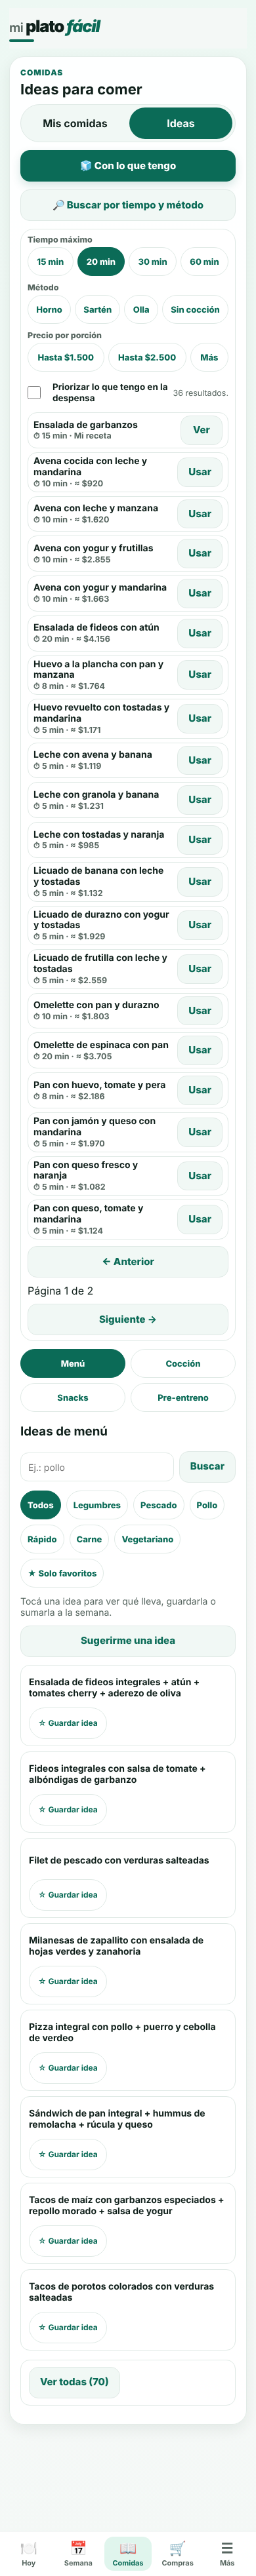 mi plato fácil
COMIDAS
Ideas para comer
Mis comidas
Ideas
Con lo que tengo
Buscar por tiempo y método
Tiempo máximo
15 min
20 min
30 min
60 min
Método
Horno
Sartén
Olla
Sin cocción
Precio por porción
Hasta $1.500
Hasta $2.500
Más
Priorizar lo que tengo en la
despensa
36 resultados.
Ensalada de garbanzos
15 min · Mi receta
Ver
Avena cocida con leche y
mandarina
10 min · ≈ $920
Usar
Avena con leche y manzana
10 min · ≈ $1.620
Usar
Avena con yogur y frutillas
10 min · ≈ $2.855
Usar
Avena con yogur y mandarina
10 min · ≈ $1.663
Usar
Ensalada de fideos con atún
20 min · ≈ $4.156
Usar
Huevo a la plancha con pan y
manzana
8 min · ≈ $1.764
Usar
Huevo revuelto con tostadas y
mandarina
5 min · ≈ $1.171
Usar
Leche con avena y banana
5 min · ≈ $1.119
Usar
Leche con granola y banana
5 min · ≈ $1.231
Usar
Leche con tostadas y naranja
5 min · ≈ $985
Usar
Licuado de banana con leche
y tostadas
5 min · ≈ $1.132
Usar
Licuado de durazno con yogur
y tostadas
5 min · ≈ $1.929
Usar
Licuado de frutilla con leche y
tostadas
5 min · ≈ $2.559
Usar
Omelette con pan y durazno
10 min · ≈ $1.803
Usar
Omelette de espinaca con pan
20 min · ≈ $3.705
Usar
Pan con huevo, tomate y pera
8 min · ≈ $2.186
Usar
Pan con jamón y queso con
mandarina
5 min · ≈ $1.970
Usar
Pan con queso fresco y
naranja
5 min · ≈ $1.082
Usar
Pan con queso, tomate y
mandarina
5 min · ≈ $1.124
Usar
← Anterior
Página 1 de 2
Siguiente →
Menú
Cocción
Snacks
Pre-entreno
Ideas de menú
Ej.: pollo
Buscar
Todos
Legumbres
Pescado
Pollo
Rápido
Carne
Vegetariano
★ Solo favoritos
Tocá una idea para ver qué lleva, guardarla o
sumarla a la semana.
Sugerirme una idea
Ensalada de fideos integrales + atún +
tomates cherry + aderezo de oliva
☆ Guardar idea
Fideos integrales con salsa de tomate +
albóndigas de garbanzo
☆ Guardar idea
Filet de pescado con verduras salteadas
☆ Guardar idea
Milanesas de zapallito con ensalada de
hojas verdes y zanahoria
☆ Guardar idea
Pizza integral con pollo + puerro y cebolla
de verdeo
☆ Guardar idea
Sándwich de pan integral + hummus de
remolacha + rúcula y queso
☆ Guardar idea
Tacos de maíz con garbanzos especiados +
repollo morado + salsa de yogur
☆ Guardar idea
Tacos de porotos colorados con verduras
salteadas
☆ Guardar idea
Ver todas (70)
Hoy
Semana
Comidas
Compras
Más